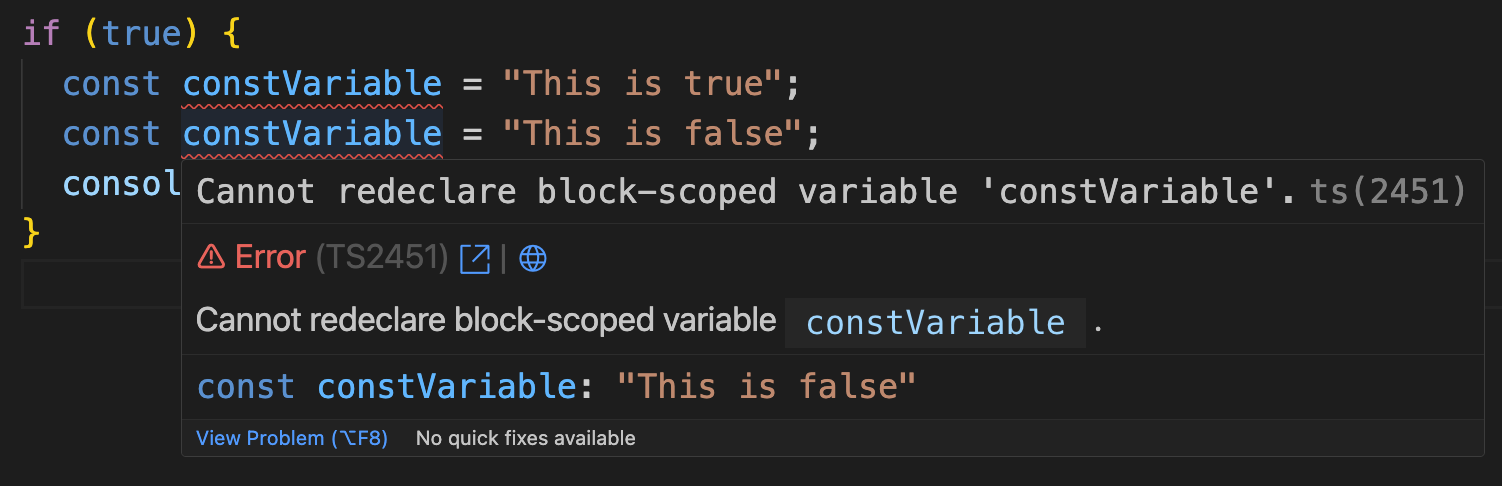 if (true) {
const constVariable = "This is true";
const constVariable = "This is false";
consol
Cannot redeclare block-scoped variable 'constVariable'. ts(2451)
}
Error (TS2451) |
Cannot redeclare block-scoped variable constVariable .
const constVariable: "This is false"
View Problem (⌥F8) No quick fixes available